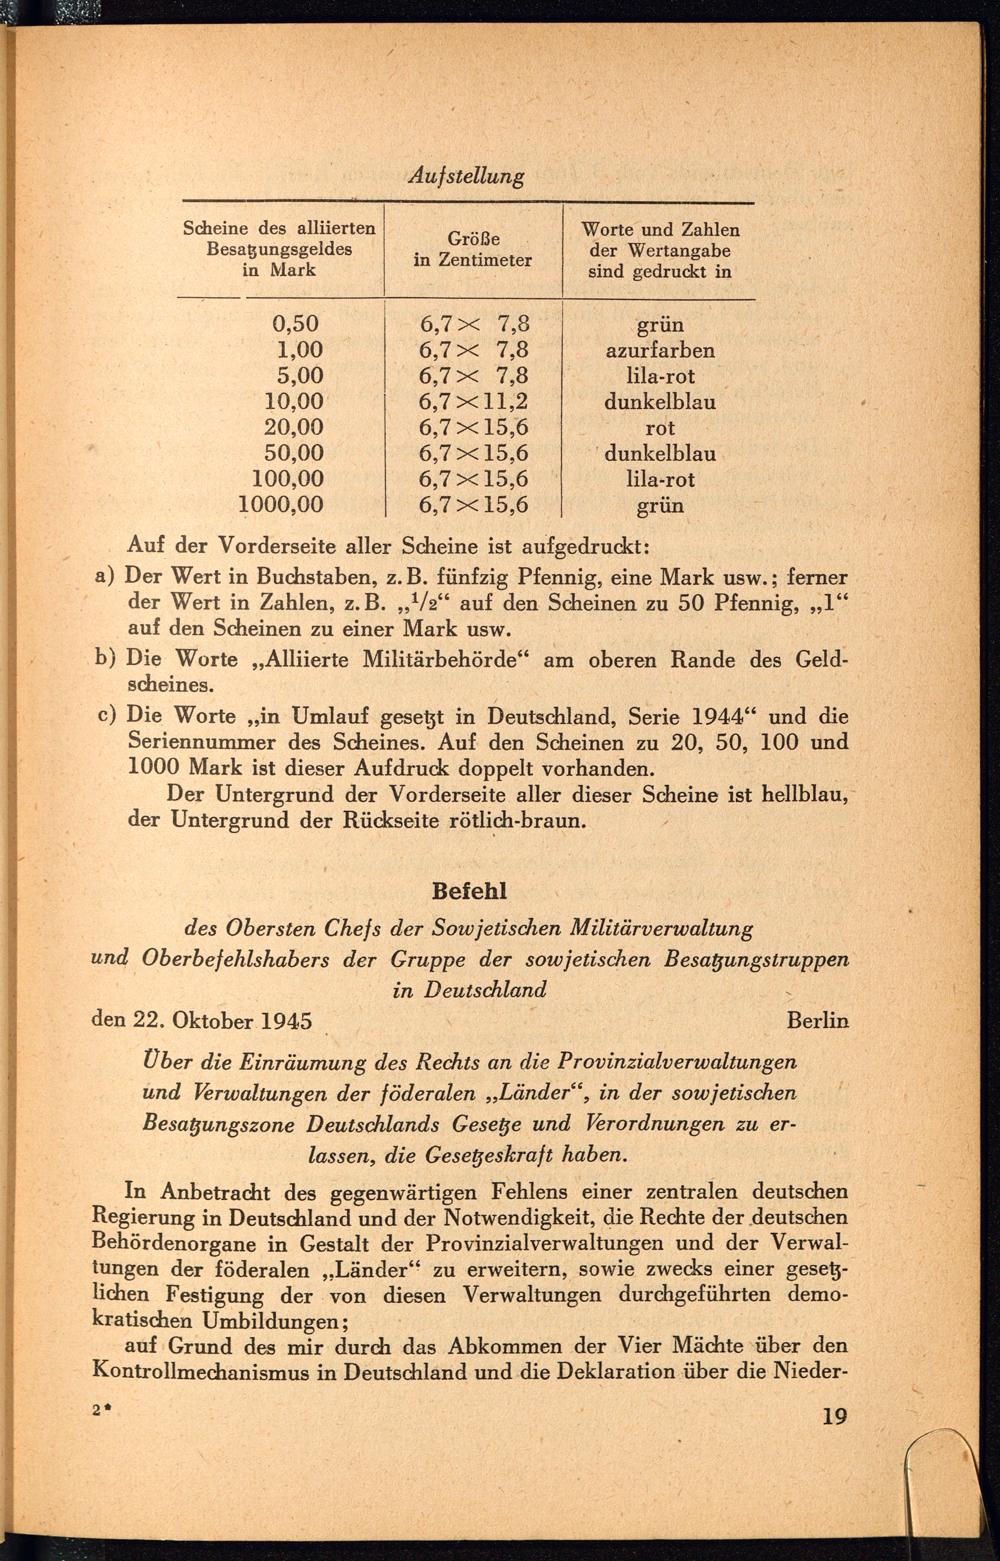 Aufstellung
Scheine des alliierten Besatzungsgeldes in Mark | Größe in Zentimeter | Worte und Zahlen der Wertangabe sind gedruckt in
0,50 6,7 × 7,8 grün
1,00 6,7 × 7,8 azurfarben
5,00 6,7 × 7,8 lila-rot
10,00 6,7 × 11,2 dunkelblau
20,00 6,7 × 15,6 rot
50,00 6,7 × 15,6 dunkelblau
100,00 6,7 × 15,6 lila-rot
1000,00 6,7 × 15,6 grün
Auf der Vorderseite aller Scheine ist aufgedruckt:
a) Der Wert in Buchstaben, z. B. fünfzig Pfennig, eine Mark usw.; ferner
der Wert in Zahlen, z. B. „1/2“ auf den Scheinen zu 50 Pfennig, „1“
auf den Scheinen zu einer Mark usw.
b) Die Worte „Alliierte Militärbehörde“ am oberen Rande des Geld-
scheines.
c) Die Worte „in Umlauf gesetzt in Deutschland, Serie 1944“ und die
Seriennummer des Scheines. Auf den Scheinen zu 20, 50, 100 und
1000 Mark ist dieser Aufdruck doppelt vorhanden.
Der Untergrund der Vorderseite aller dieser Scheine ist hellblau,
der Untergrund der Rückseite rötlich-braun.
Befehl
des Obersten Chefs der Sowjetischen Militärverwaltung
und Oberbefehlshabers der Gruppe der sowjetischen Besatzungstruppen
in Deutschland
den 22. Oktober 1945 Berlin
Über die Einräumung des Rechts an die Provinzialverwaltungen
und Verwaltungen der föderalen „Länder“, in der sowjetischen
Besatzungszone Deutschlands Gesetze und Verordnungen zu er-
lassen, die Gesetzeskraft haben.
In Anbetracht des gegenwärtigen Fehlens einer zentralen deutschen
Regierung in Deutschland und der Notwendigkeit, die Rechte der deutschen
Behördenorgane in Gestalt der Provinzialverwaltungen und der Verwal-
tungen der föderalen „Länder“ zu erweitern, sowie zwecks einer gesetz-
lichen Festigung der von diesen Verwaltungen durchgeführten demo-
kratischen Umbildungen;
auf Grund des mir durch das Abkommen der Vier Mächte über den
Kontrollmechanismus in Deutschland und die Deklaration über die Nieder-
2*
19